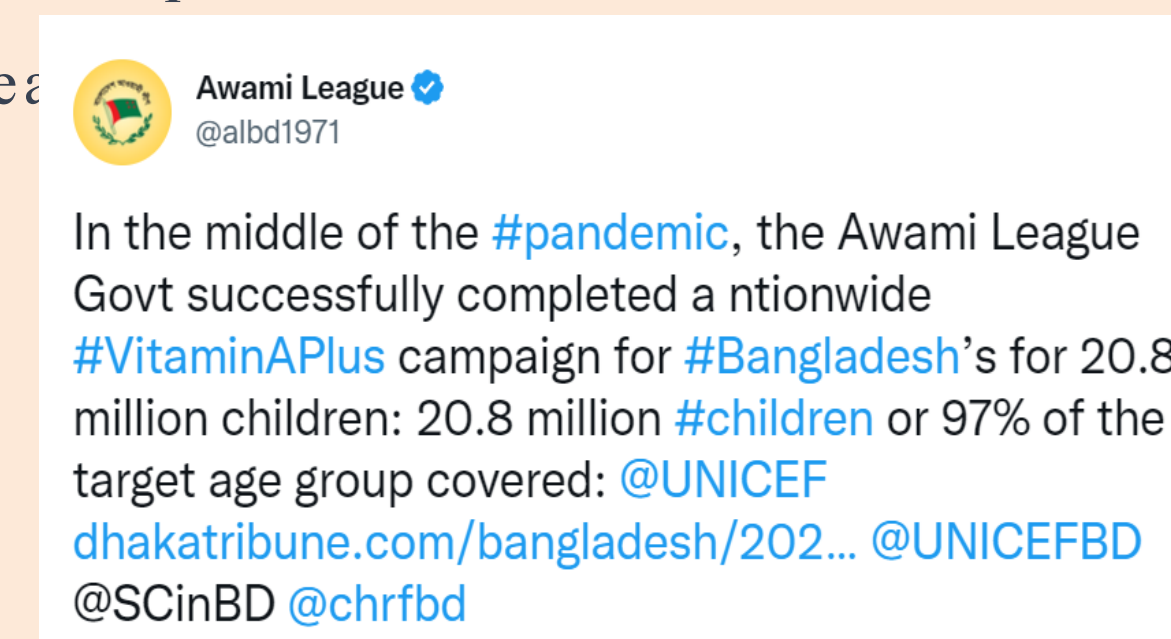 Awami League
@albd1971
In the middle of the #pandemic, the Awami League
Govt successfully completed a ntionwide
#VitaminAPlus campaign for #Bangladesh's for 20.8
million children: 20.8 million #children or 97% of the
target age group covered: @UNICEF
dhakatribune.com/bangladesh/202... @UNICEFBD
@SCinBD @chrfbd